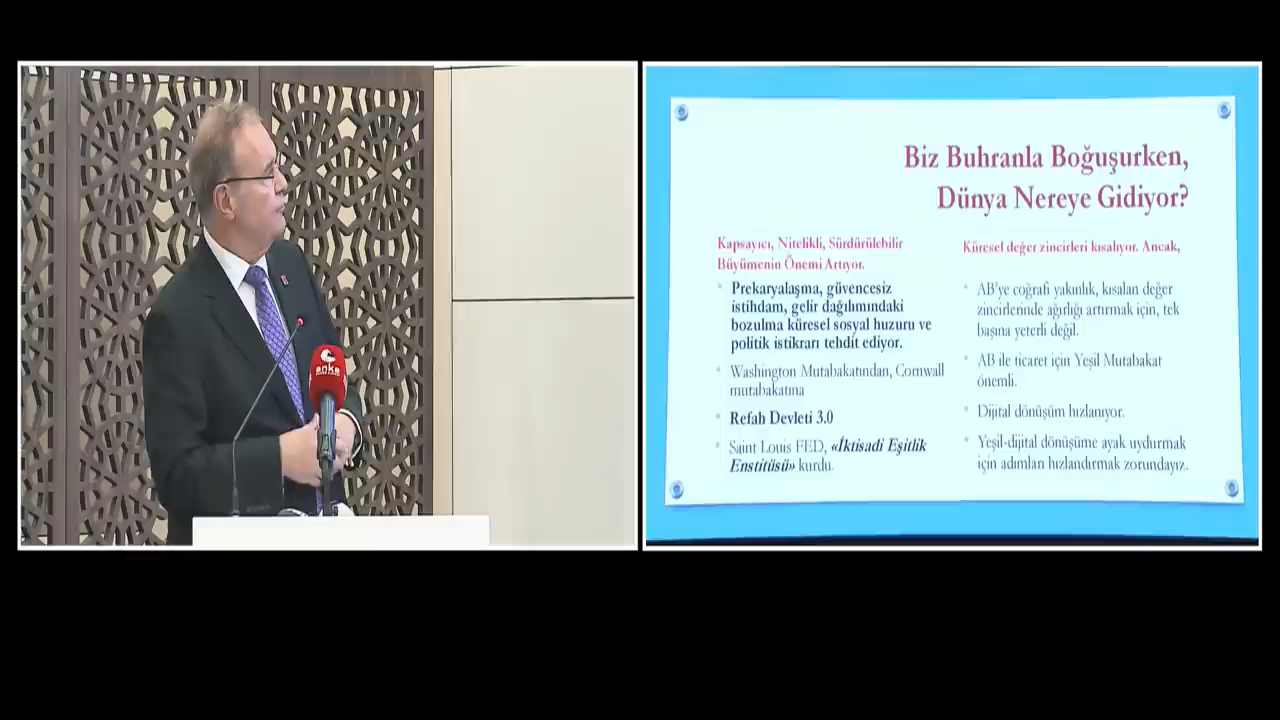 anka
Biz Buhranla Boğuşurken,
Dünya Nereye Gidiyor?
Kapsayıcı, Nitelikli, Sürdürülebilir
Büyümenin Önemi Artıyor.
Prekaryalaşma, güvencesiz
istihdam, gelir dağılımındaki
bozulma küresel sosyal huzuru ve
politik istikrarı tehdit ediyor.
Washington Mutabakatından, Cornwall
mutabakatına
Refah Devleti 3.0
Saint Louis FED, «İktisadi Eşitlik
Enstitüsü» kurdu.
Küresel değer zincirleri kısalıyor. Ancak,
AB'ye coğrafi yakınlık, kısalan değer
zincirlerinde ağırlığı artırmak için, tek
başına yeterli değil.
AB ile ticaret için Yeşil Mutabakat
önemli.
Dijital dönüşüm hızlanıyor.
Yeşil-dijital dönüşüme ayak uydurmak
için adımları hızlandırmak zorundayız.